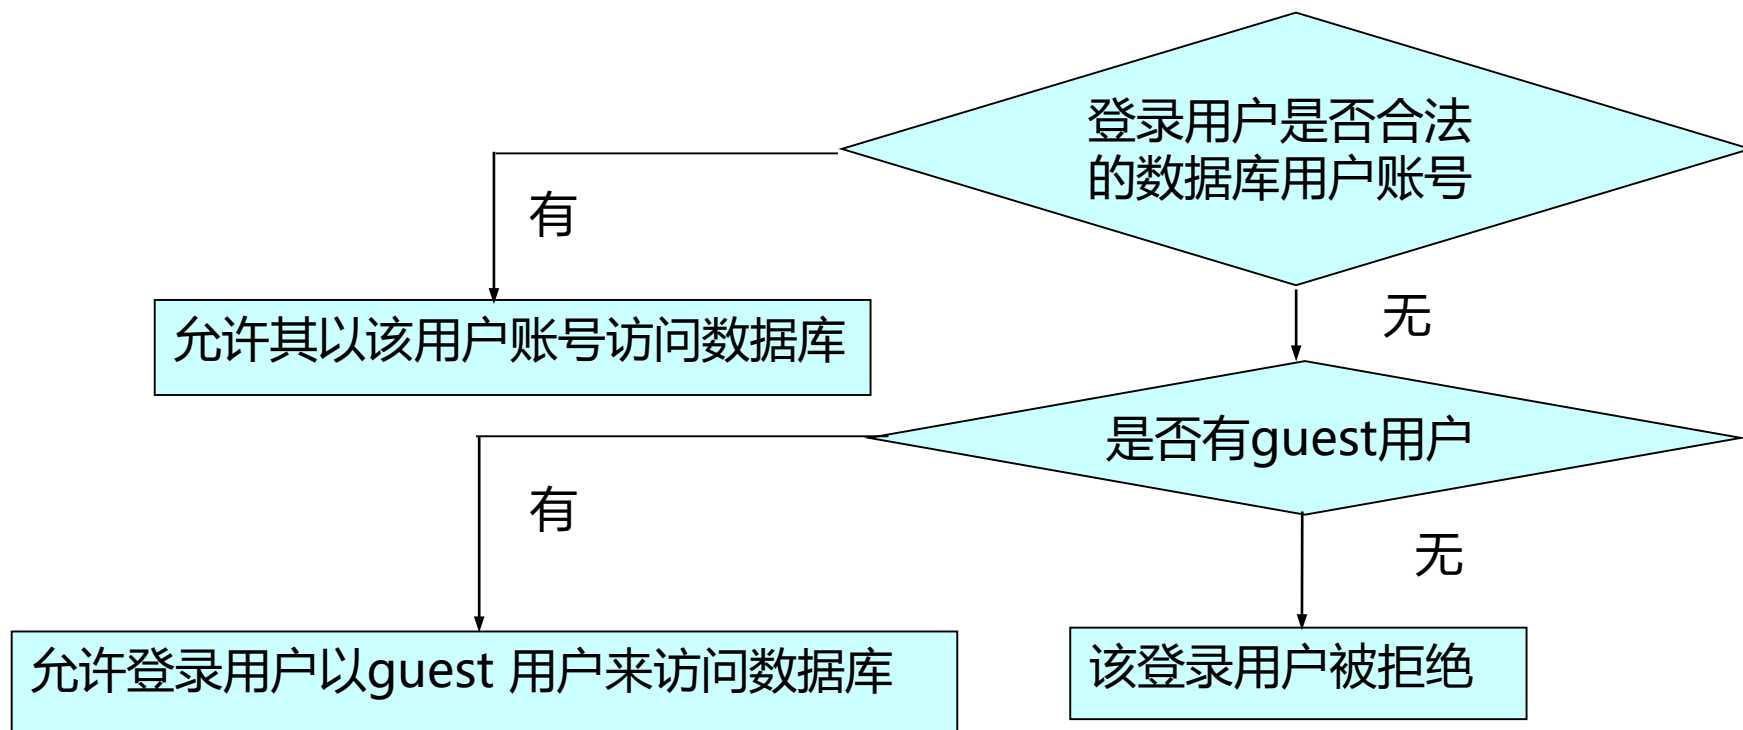 登录用户是否合法
的数据库用户账号
有
允许其以该用户账号访问数据库
无
是否有guest用户
有
无
允许登录用户以guest 用户来访问数据库
该登录用户被拒绝